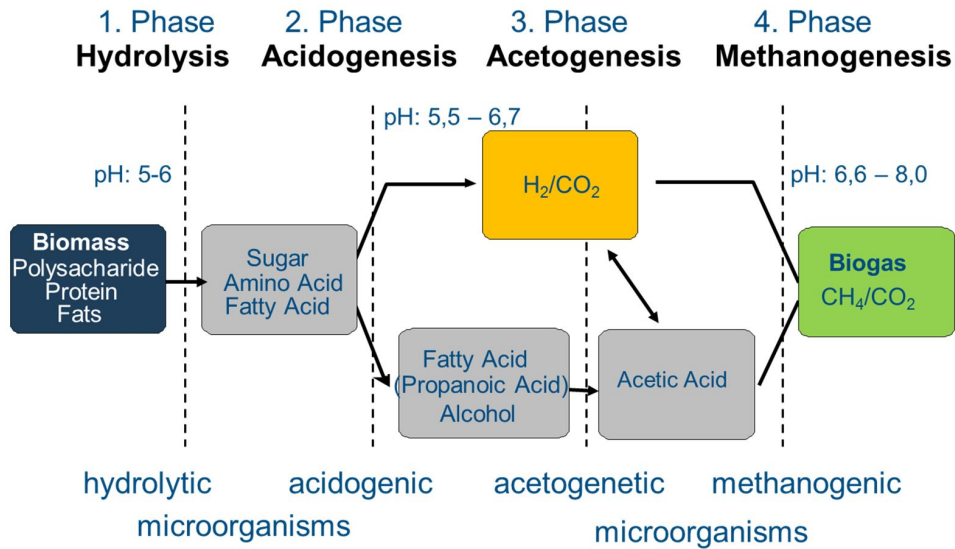 1. Phase
Hydrolysis
2. Phase
Acidogenesis
3. Phase
Acetogenesis
4. Phase
Methanogenesis
pH: 5-6
pH: 5,5 – 6,7
pH: 6,6 – 8,0
Biomass
Polysacharide
Protein
Fats
Sugar
Amino Acid
Fatty Acid
H₂/CO₂
Fatty Acid
(Propanoic Acid)
Alcohol
Acetic Acid
Biogas
CH₄/CO₂
hydrolytic
acidogenic
acetogenetic
methanogenic
microorganisms
microorganisms